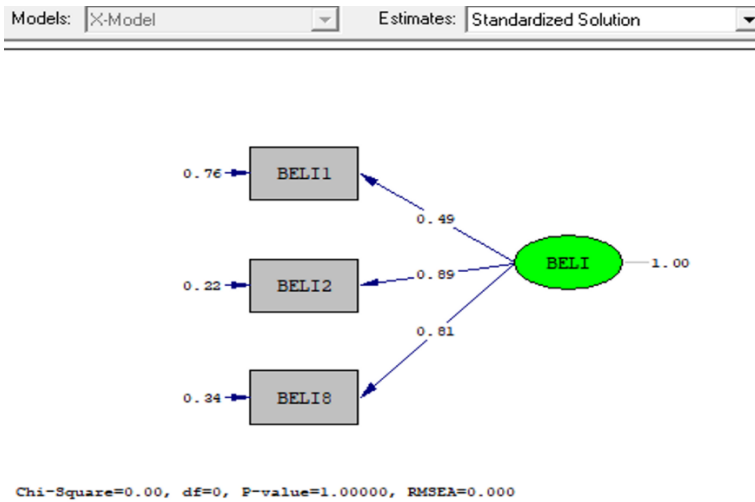 Models: X-Model Estimates: Standardized Solution
0.76 BELI1
0.49
BELI 1.00
0.22 BELI2 0.89
0.81
0.34 BELI8
Chi-Square=0.00, df=0, P-value=1.00000, RMSEA=0.000